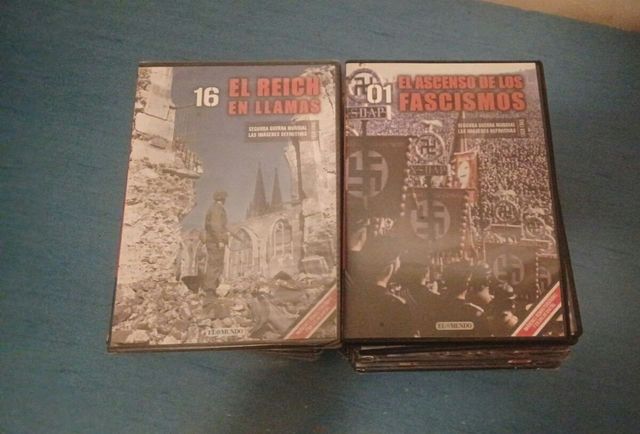 16 EL REICH
EN LLAMAS
SEGUNDA GUERRA MUNDIAL
LAS IMÁGENES DEFINITIVAS
EL MUNDO
01 EL ASCENSO DE LOS
FASCISMOS
SEGUNDA GUERRA MUNDIAL
LAS IMÁGENES DEFINITIVAS
EL MUNDO